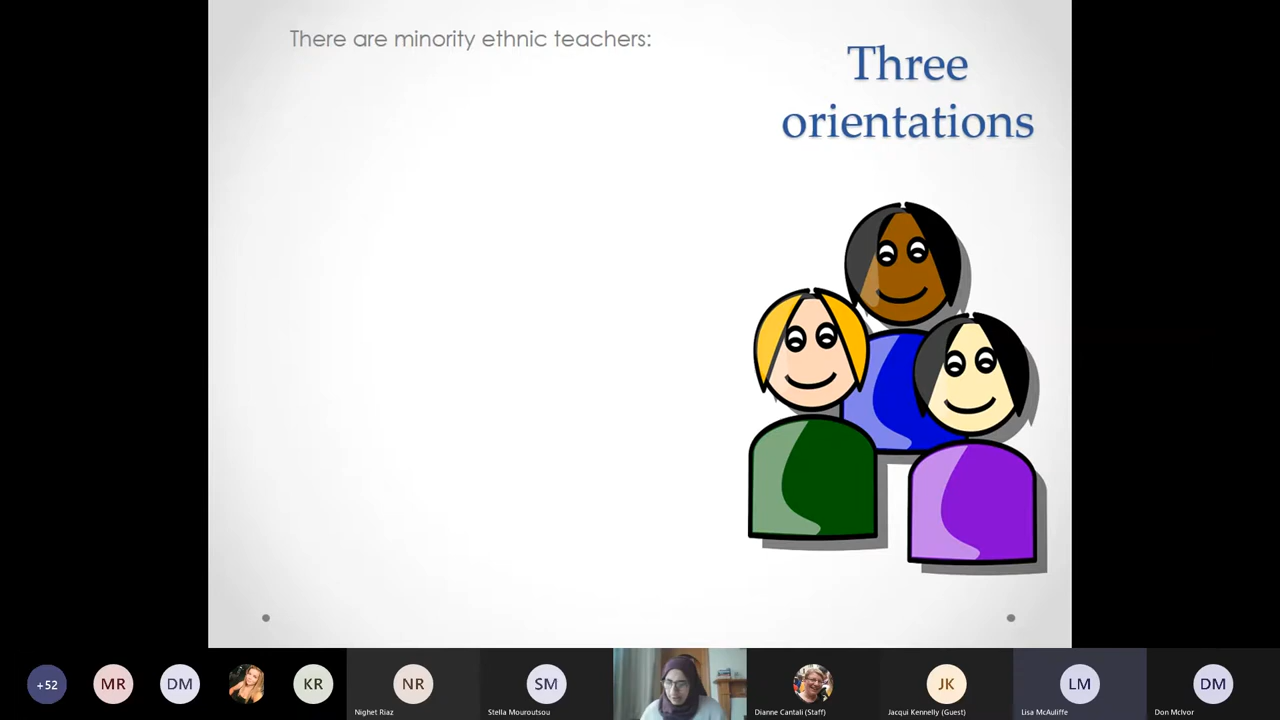 There are minority ethnic teachers:
Three
orientations
+52
MR
DM
KR
NR
Nighet Riaz
SM
Stella Mouroutsou
Dianne Cantali (Staff)
JK
Jacqui Kennelly (Guest)
LM
Lisa McAuliffe
DM
Don McIvor